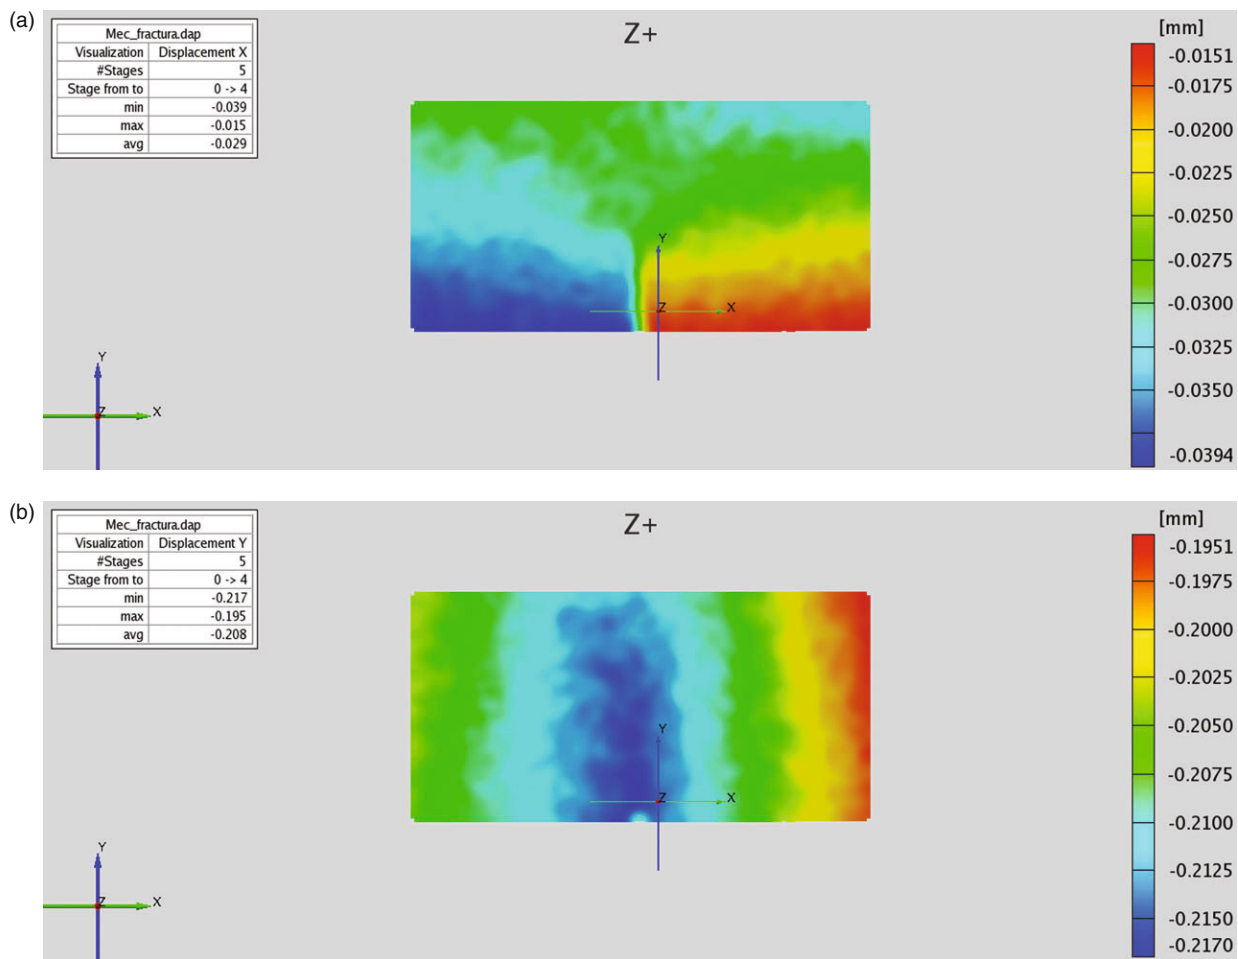 (a)
Mec_fractura.dap
Visualization Displacement X
#Stages 5
Stage from to 0 -> 4
min -0.039
max -0.015
avg -0.029
Z+
[mm]
-0.0151
-0.0175
-0.0200
-0.0225
-0.0250
-0.0275
-0.0300
-0.0325
-0.0350
-0.0394
Y
Z
X
Y
Z
X
(b)
Mec_fractura.dap
Visualization Displacement Y
#Stages 5
Stage from to 0 -> 4
min -0.217
max -0.195
avg -0.208
Z+
[mm]
-0.1951
-0.1975
-0.2000
-0.2025
-0.2050
-0.2075
-0.2100
-0.2125
-0.2150
-0.2170
Y
Z
X
Y
Z
X